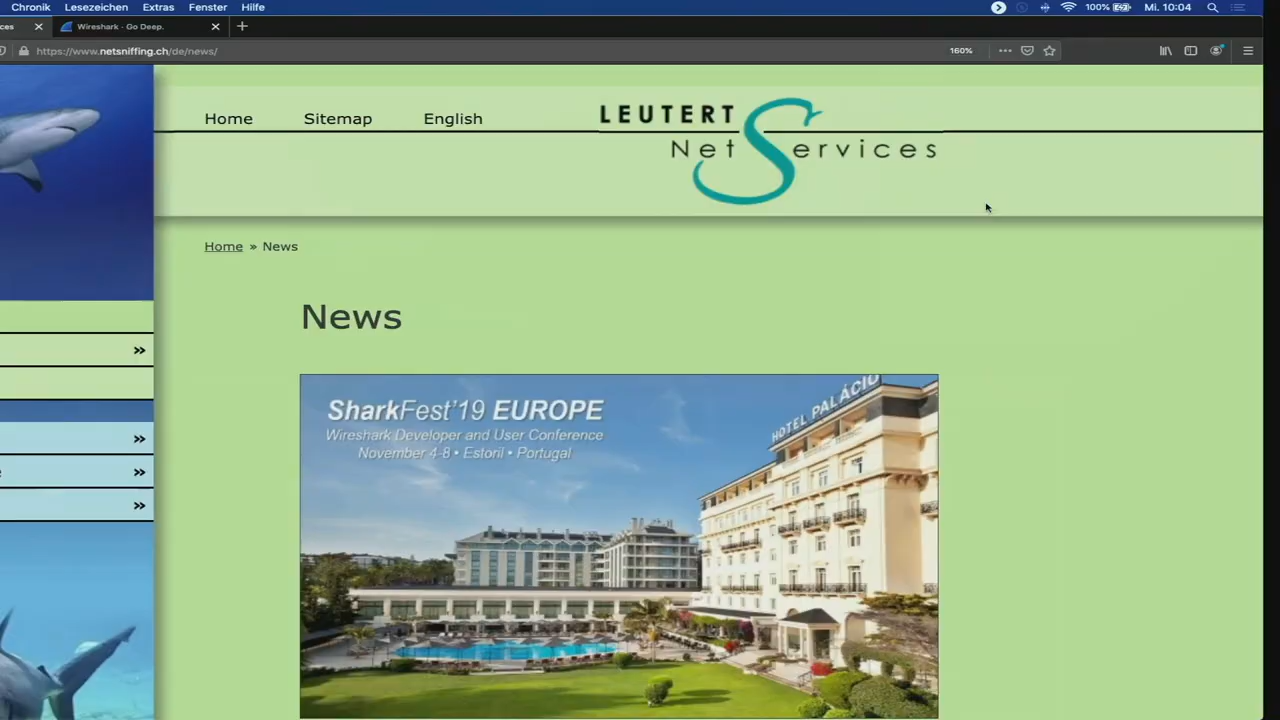 Chronik Lesezeichen Extras Fenster Hilfe 100% Mi. 10:04
ces Wireshark · Go Deep.
https://www.netsniffing.ch/de/news/ 160%
Home Sitemap English
LEUTERT
NetServices
Home » News
News
SharkFest'19 EUROPE
Wireshark Developer and User Conference
November 4-8 • Estoril • Portugal
HOTEL PALÁCIO